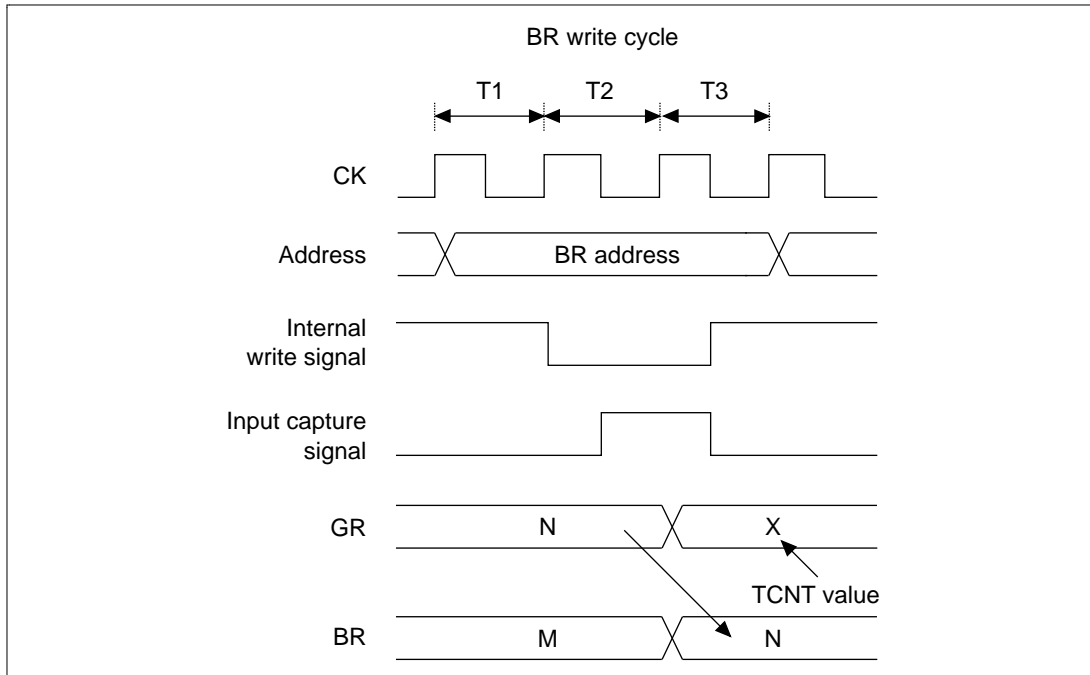 BR write cycle
T1 T2 T3
CK
Address
BR address
Internal
write signal
Input capture
signal
GR
N
X
TCNT value
BR
M
N